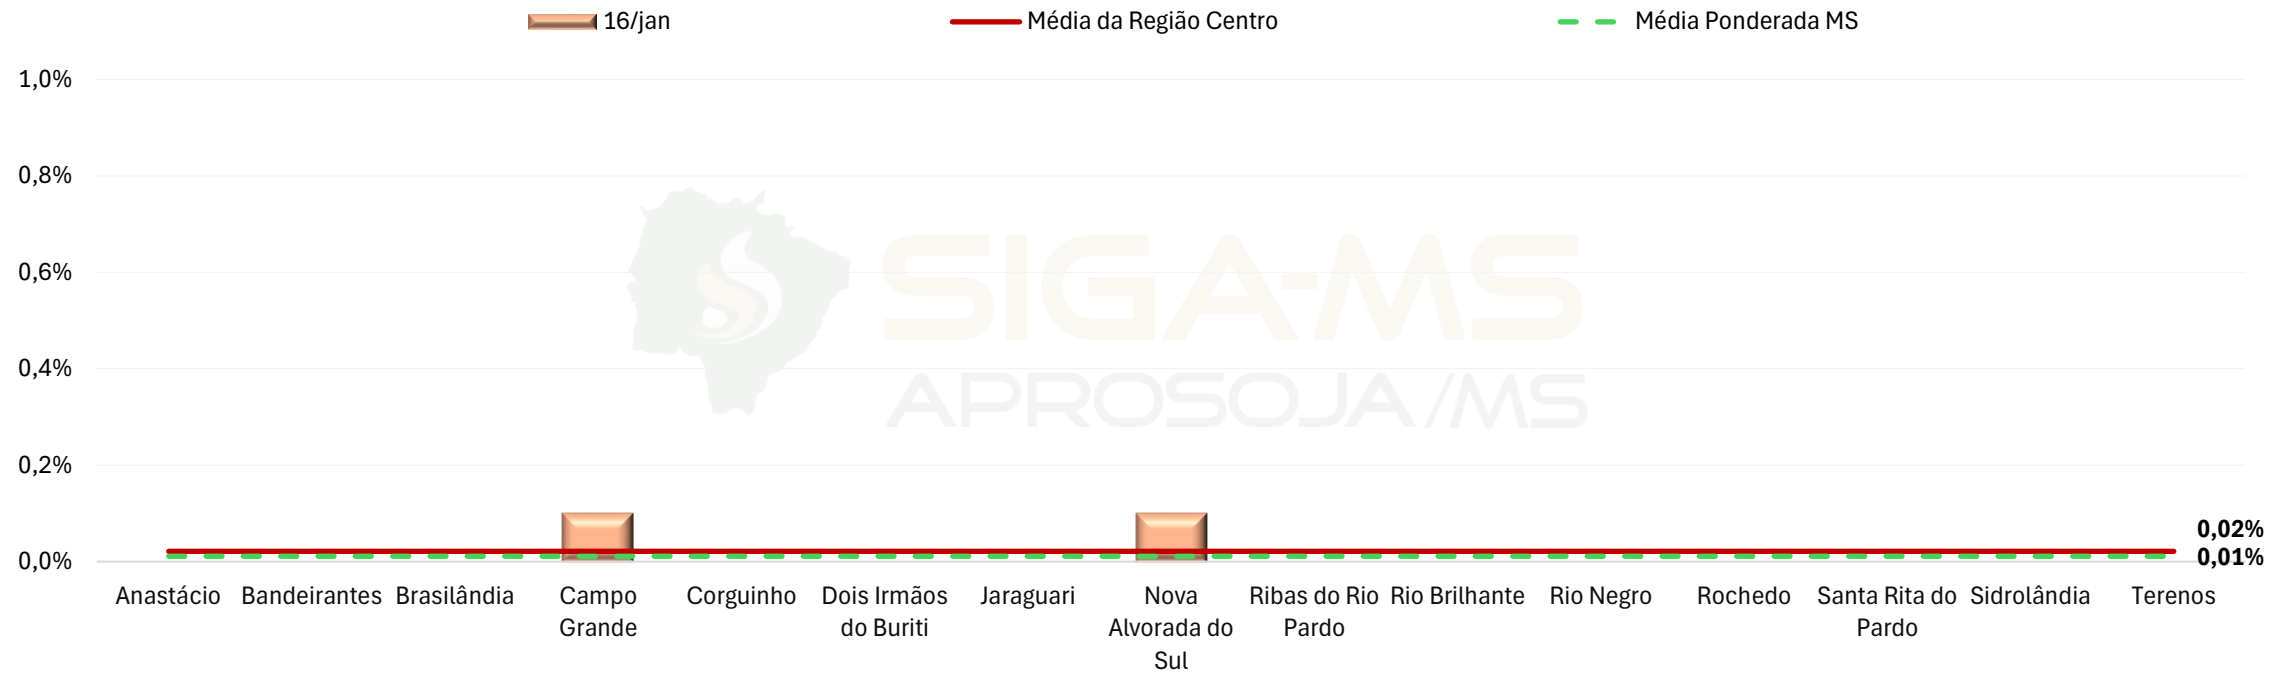 16/jan
Média da Região Centro
Média Ponderada MS
1,0%
0,8%
0,6%
0,4%
0,2%
0,0%
SIGA-MS
APROSOJA/MS
0,02%
0,01%
Anastácio
Bandeirantes
Brasilândia
Campo
Grande
Corguinho
Dois Irmãos
do Buriti
Jaraguari
Nova
Alvorada do
Sul
Ribas do Rio
Pardo
Rio Brilhante
Rio Negro
Rochedo
Santa Rita do
Pardo
Sidrolândia
Terenos